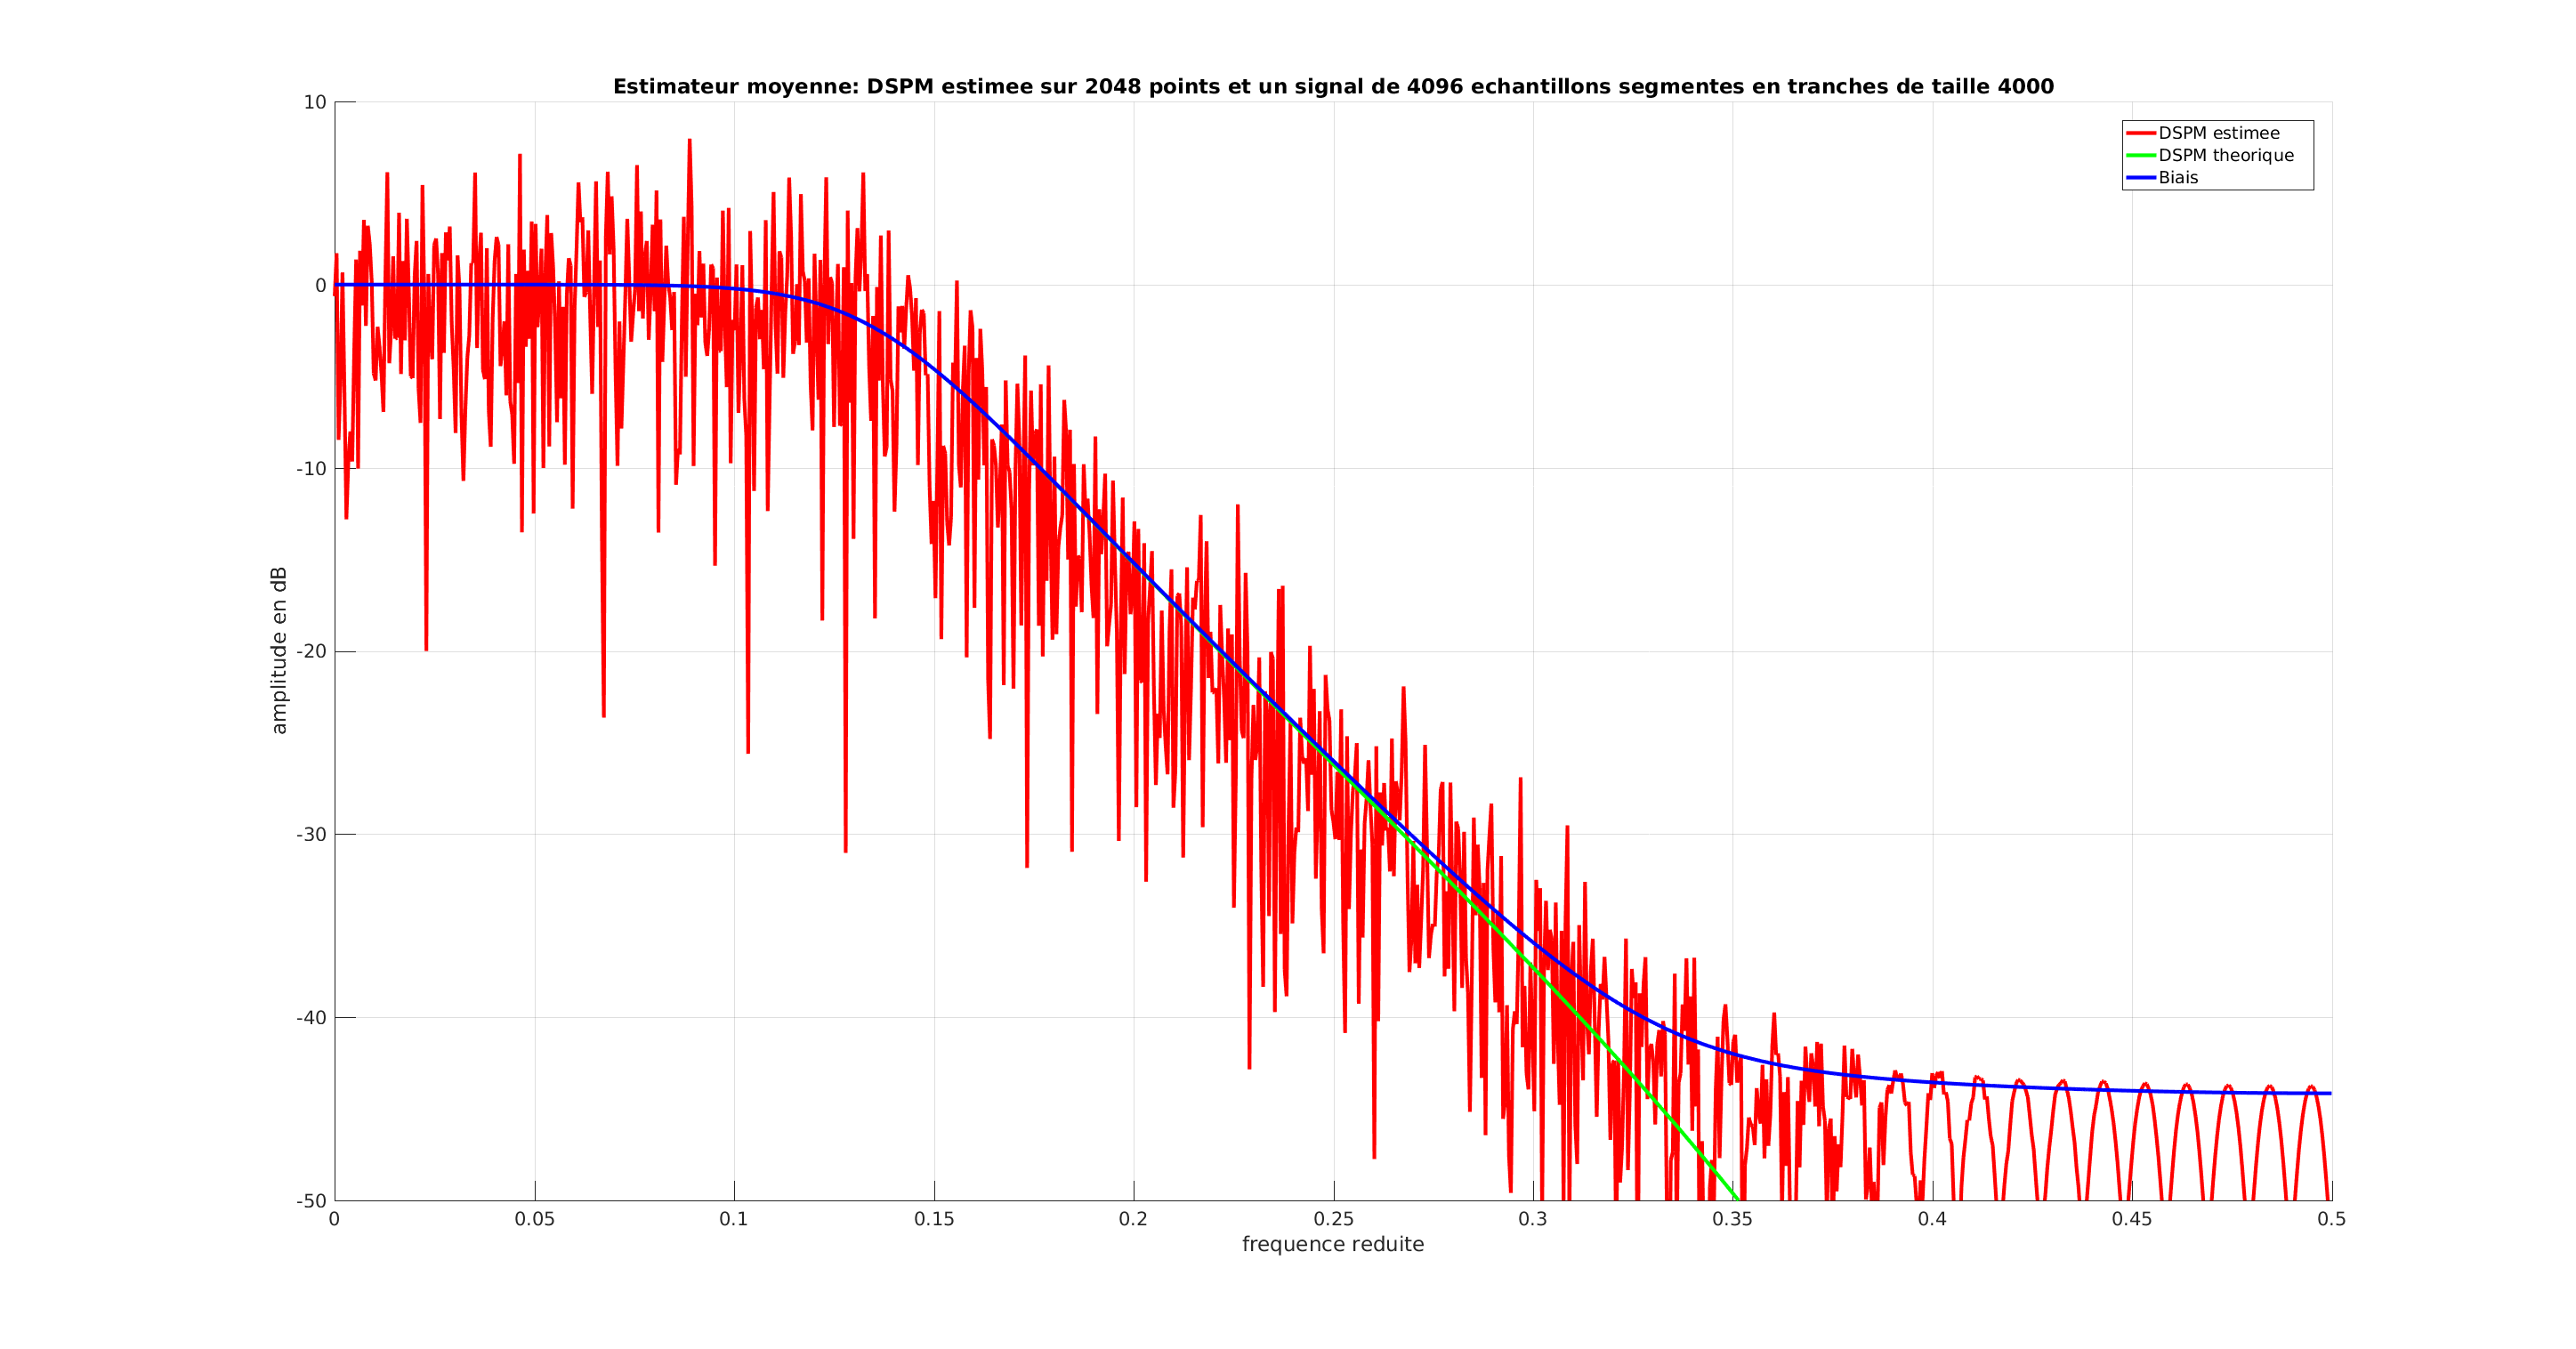 Estimateur moyenne: DSPM estimee sur 2048 points et un signal de 4096 echantillons segmentes en tranches de taille 4000
DSPM estimee
DSPM theorique
Biais
amplitude en dB
10
0
-10
-20
-30
-40
-50
0 0.05 0.1 0.15 0.2 0.25 0.3 0.35 0.4 0.45 0.5
frequence reduite